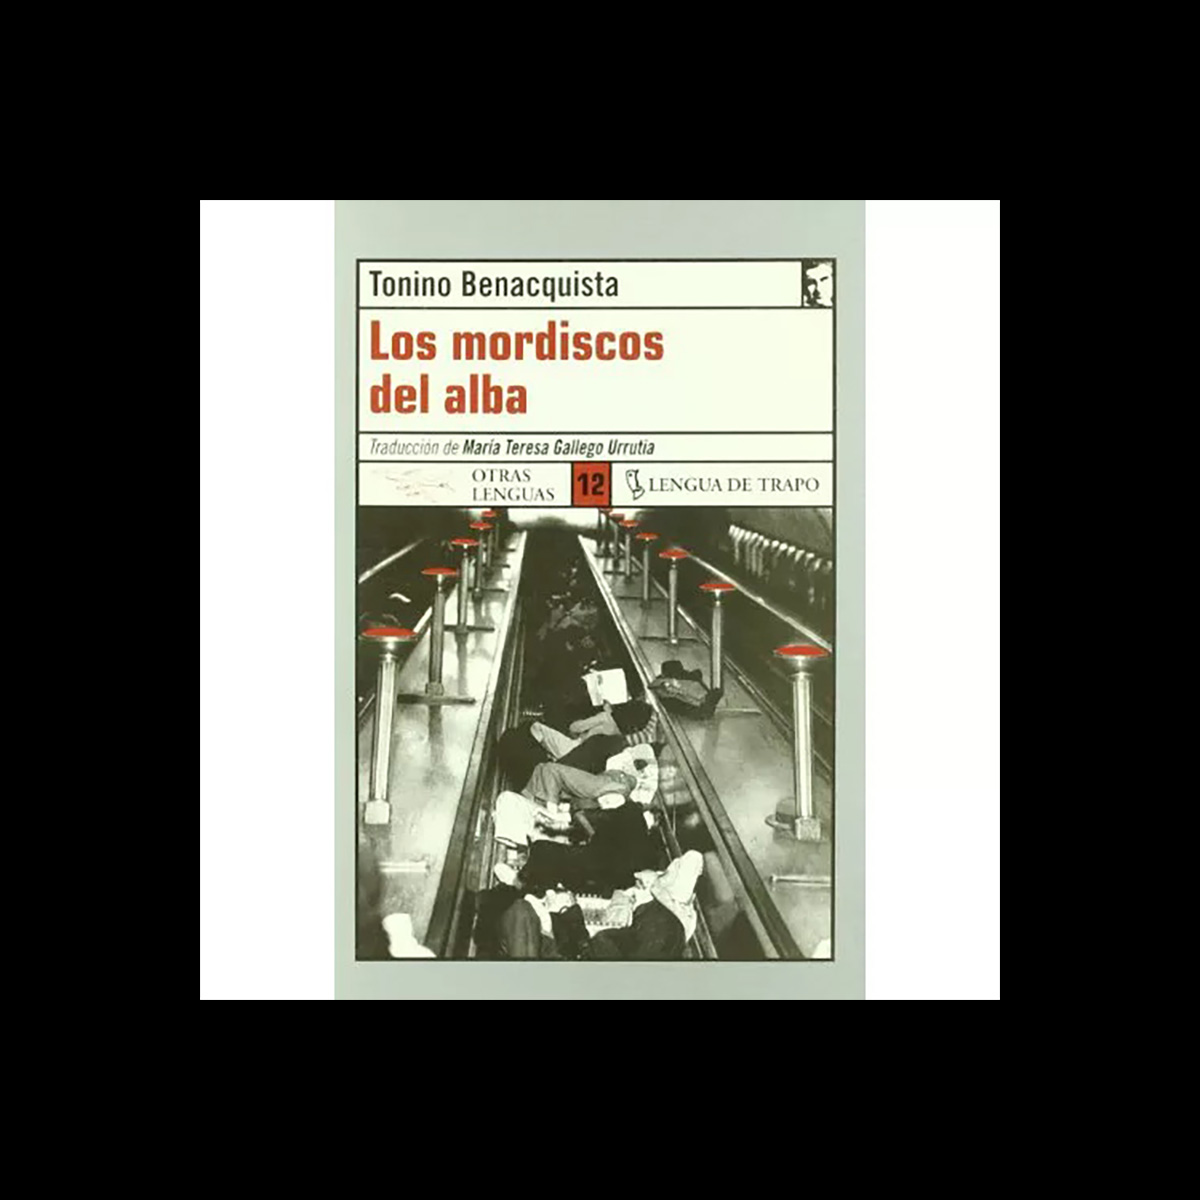 Tonino Benacquista
Los mordiscos
del alba
Traducción de María Teresa Gallego Urrutia
OTRAS
LENGUAS
12
LENGUA DE TRAPO